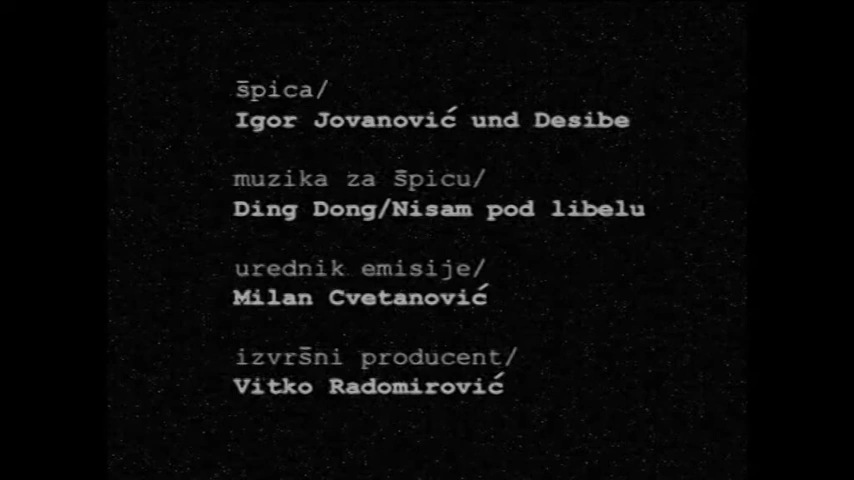 špica/
Igor Jovanović und Desibe
muzika za špicu/
Ding Dong/Nisam pod libelu
urednik emisije/
Milan Cvetanović
izvršni producent/
Vitko Radomirović